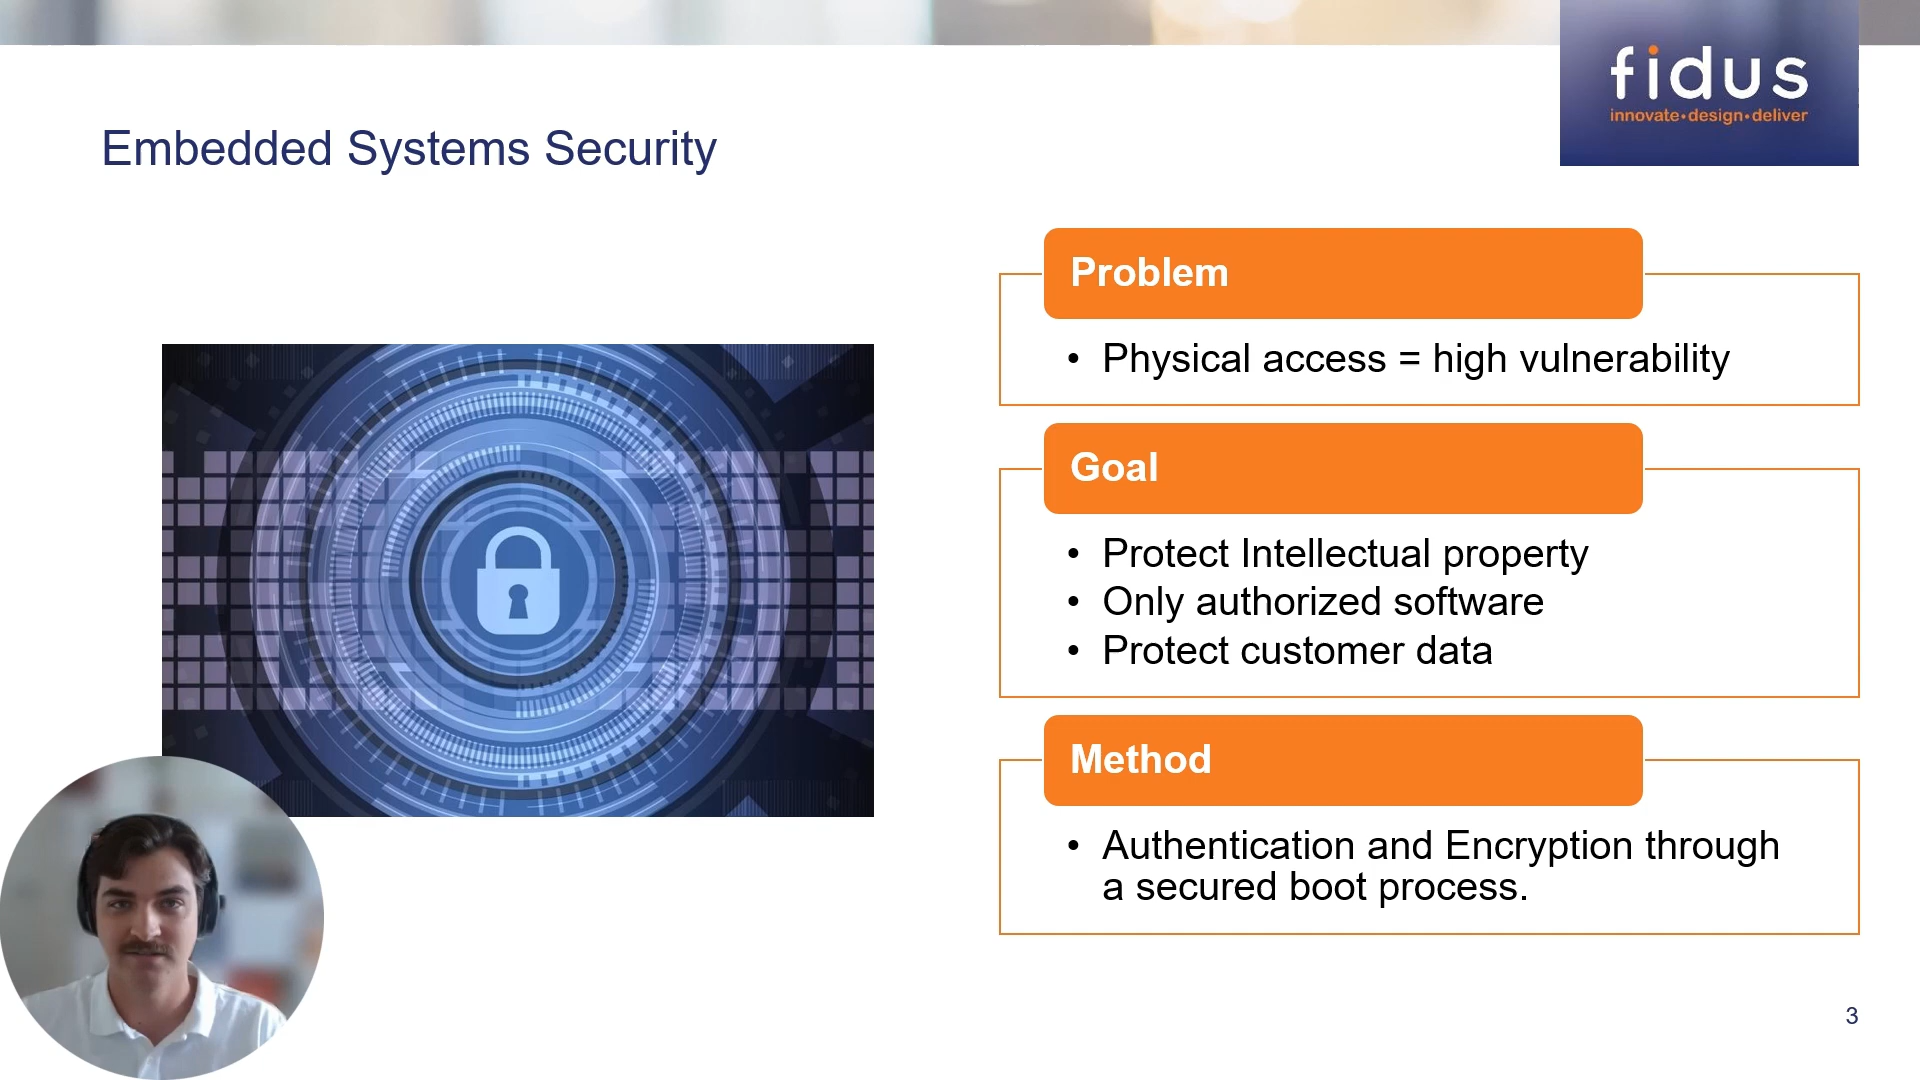 fidus
innovate•design•deliver
Embedded Systems Security
Problem
• Physical access = high vulnerability
Goal
• Protect Intellectual property
• Only authorized software
• Protect customer data
Method
• Authentication and Encryption through
a secured boot process.
3